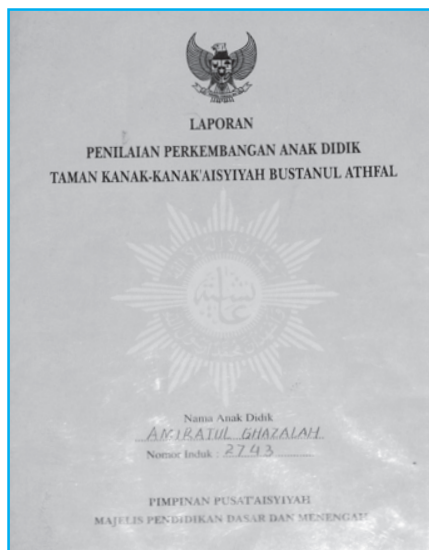 LAPORAN
PENILAIAN PERKEMBANGAN ANAK DIDIK
TAMAN KANAK-KANAK'AISYIYAH BUSTANUL ATHFAL
Nama Anak Didik
AMIRATUL GHAZALAH
Nomor Induk : 2743
PIMPINAN PUSAT'AISYIYAH
MAJELIS PENDIDIKAN DASAR DAN MENENGAH